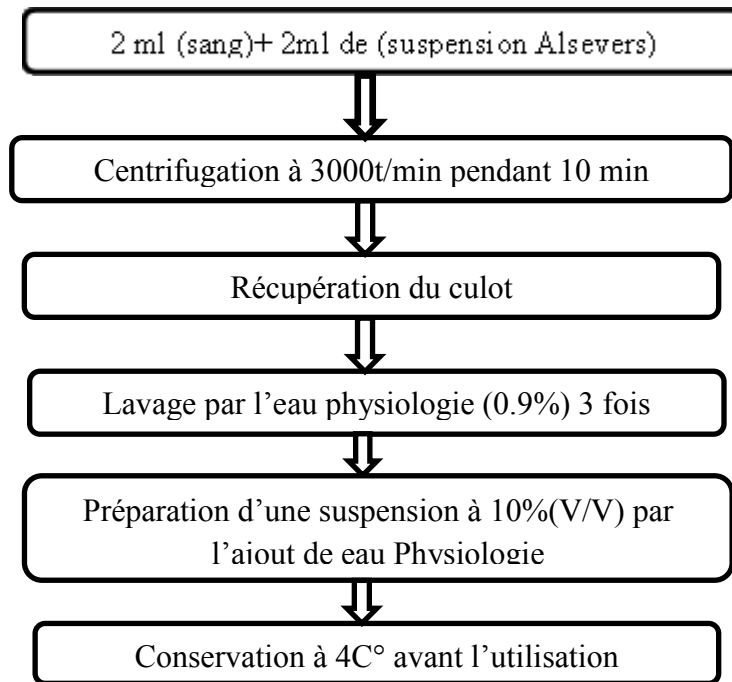 2 ml (sang)+ 2ml de (suspension Alsevers)
Centrifugation à 3000t/min pendant 10 min
Récupération du culot
Lavage par l’eau physiologie (0.9%) 3 fois
Préparation d’une suspension à 10%(V/V) par
l’ajout de eau Physiologie
Conservation à 4C° avant l’utilisation